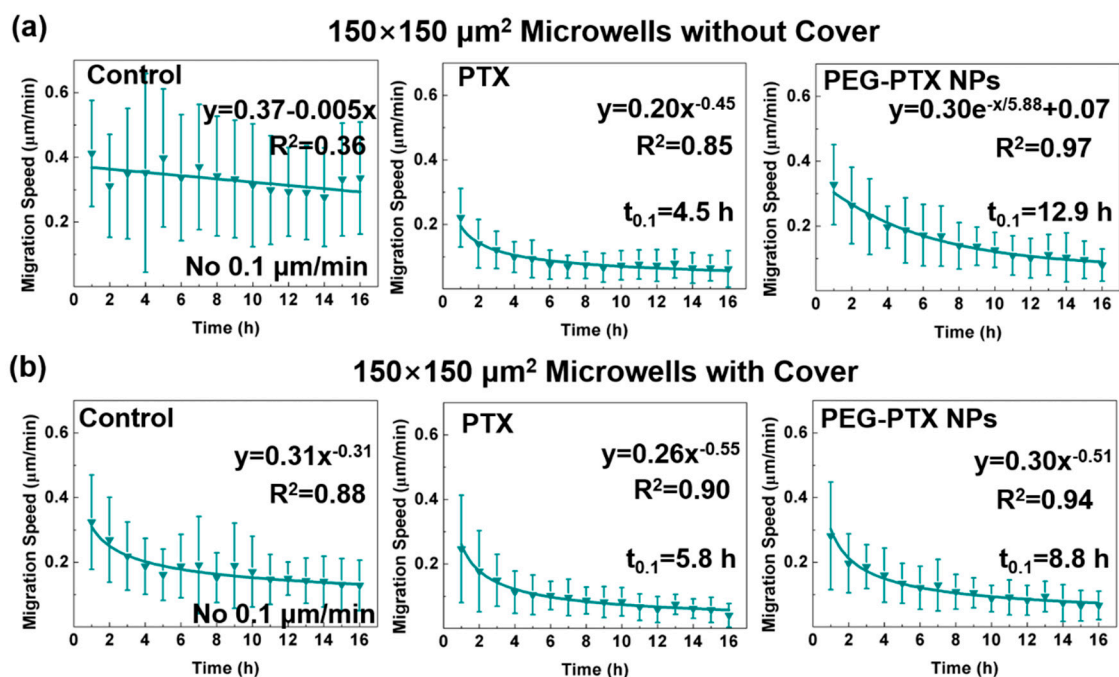 (a) 150×150 μm² Microwells without Cover
Control
y=0.37-0.005x
R²=0.36
No 0.1 μm/min
Migration Speed (μm/min)
0.6
0.4
0.2
0 2 4 6 8 10 12 14 16
Time (h)
PTX
y=0.20x^-0.45
R²=0.85
t0.1=4.5 h
Migration Speed (μm/min)
0.6
0.4
0.2
0 2 4 6 8 10 12 14 16
Time (h)
PEG-PTX NPs
y=0.30e^-x/5.88+0.07
R²=0.97
t0.1=12.9 h
Migration Speed (μm/min)
0.6
0.4
0.2
0 2 4 6 8 10 12 14 16
Time (h)
(b) 150×150 μm² Microwells with Cover
Control
y=0.31x^-0.31
R²=0.88
No 0.1 μm/min
Migration Speed (μm/min)
0.6
0.4
0.2
0 2 4 6 8 10 12 14 16
Time (h)
PTX
y=0.26x^-0.55
R²=0.90
t0.1=5.8 h
Migration Speed (μm/min)
0.6
0.4
0.2
0 2 4 6 8 10 12 14 16
Time (h)
PEG-PTX NPs
y=0.30x^-0.51
R²=0.94
t0.1=8.8 h
Migration Speed (μm/min)
0.6
0.4
0.2
0 2 4 6 8 10 12 14 16
Time (h)